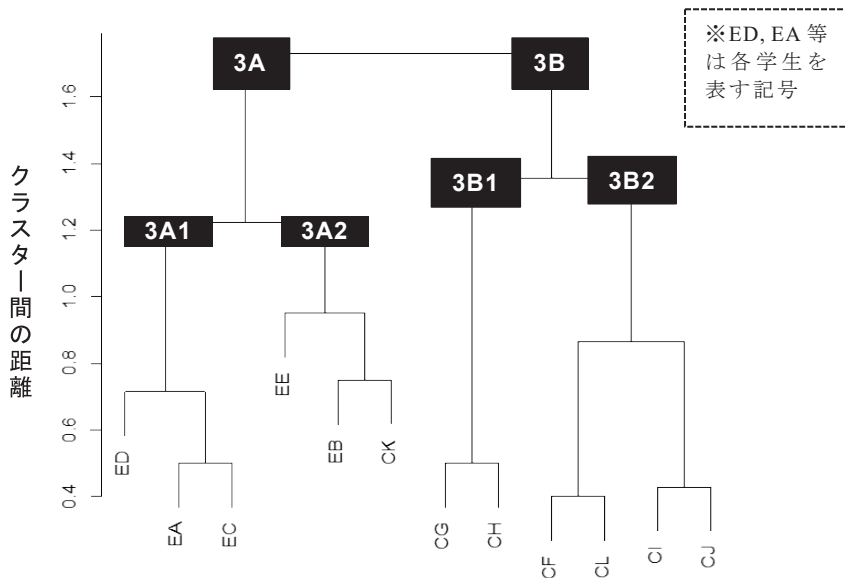 ※ED, EA 等
は各学生を
表す記号
3A
3B
3B1
3B2
3A1
3A2
クラスター間の距離
1.6
1.4
1.2
1.0
0.8
0.6
0.4
EE
EB
CK
ED
EA
EC
CG
CH
CF
CL
CI
CJ